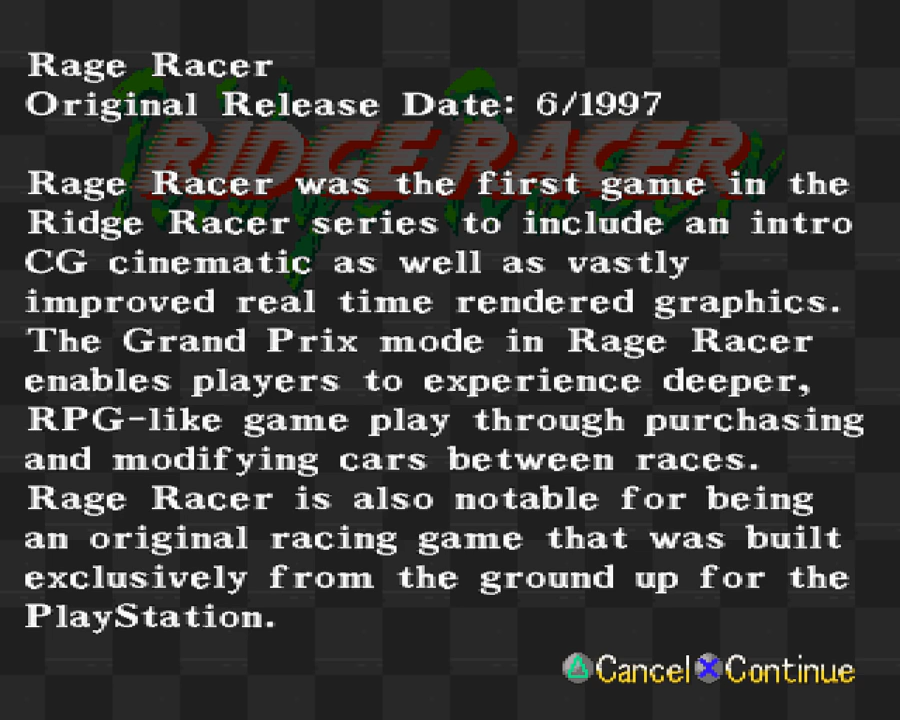 Rage Racer
Original Release Date: 6/1997
RIDGE RACER
Rage Racer was the first game in the
Ridge Racer series to include an intro
CG cinematic as well as vastly
improved real time rendered graphics.
The Grand Prix mode in Rage Racer
enables players to experience deeper,
RPG-like game play through purchasing
and modifying cars between races.
Rage Racer is also notable for being
an original racing game that was built
exclusively from the ground up for the
PlayStation.
Cancel Continue